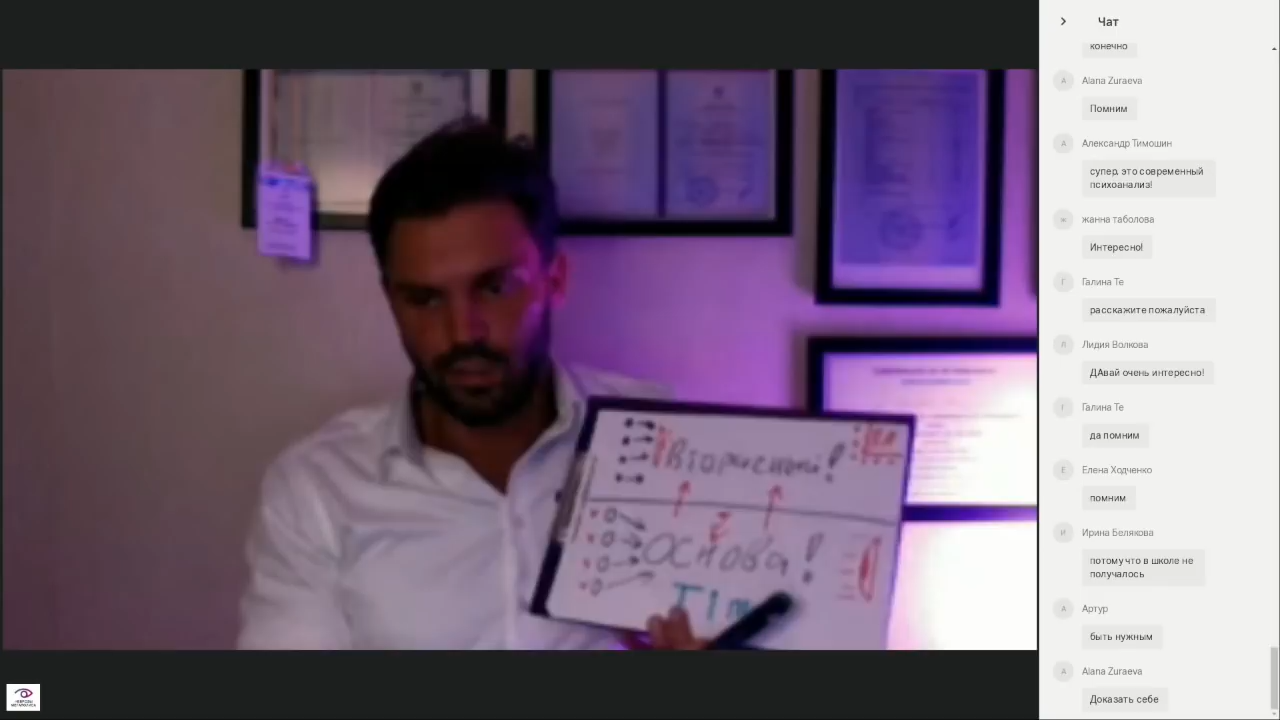 Чат
конечно
Alana Zuraeva
Помним
Александр Тимошин
супер, это современный
психоанализ!
жанна таболова
Интересно!
Галина Те
расскажите пожалуйста
Лидия Волкова
ДАвай очень интересно!
Галина Те
да помним
Елена Ходченко
помним
Ирина Белякова
потому что в школе не
получалось
Артур
быть нужным
Alana Zuraeva
Доказать себе
Вторичный!
Основа!